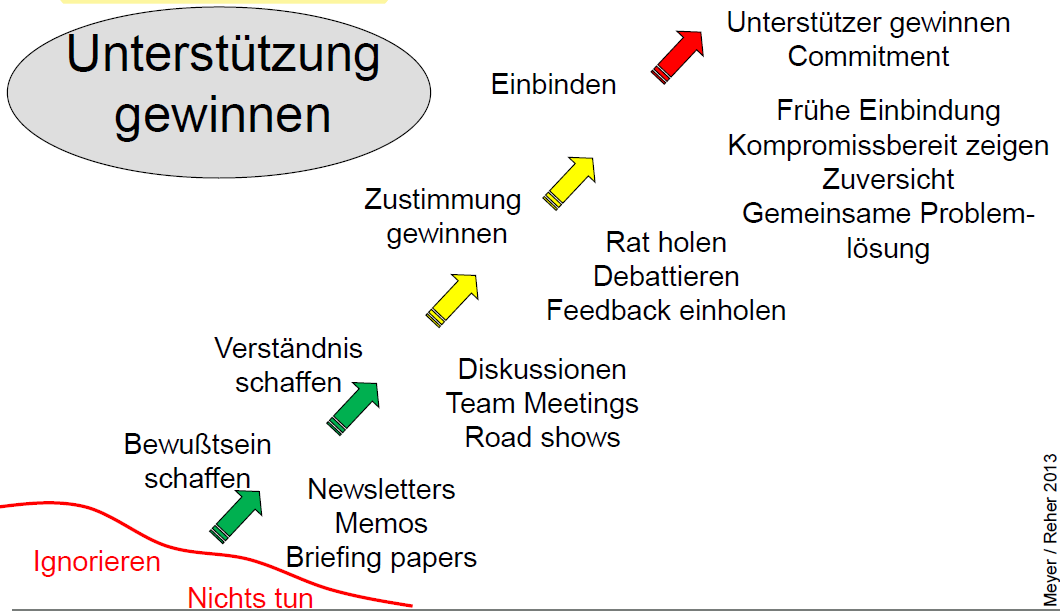 Unterstützung
gewinnen
Unterstützer gewinnen
Commitment
Einbinden
Frühe Einbindung
Kompromissbereit zeigen
Zuversicht
Gemeinsame Problem-
lösung
Zustimmung
gewinnen
Rat holen
Debattieren
Feedback einholen
Verständnis
schaffen
Diskussionen
Team Meetings
Road shows
Bewußtsein
schaffen
Newsletters
Memos
Briefing papers
Ignorieren
Nichts tun
Meyer / Reher 2013